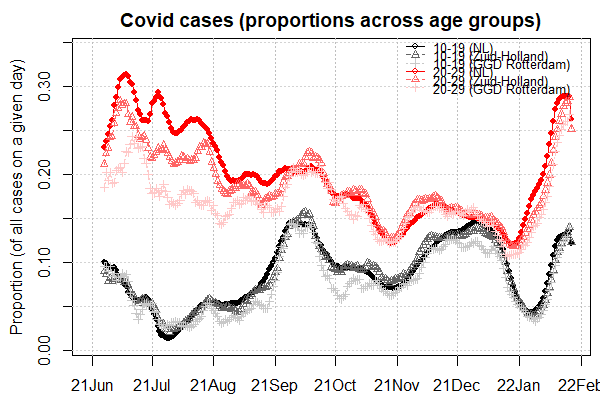 Covid cases (proportions across age groups)
10-19 (NL)
10-19 (Zuid-Holland)
10-19 (GGD Rotterdam)
20-29 (NL)
20-29 (Zuid-Holland)
20-29 (GGD Rotterdam)
Proportion (of all cases on a given day)
0.30
0.20
0.10
0.00
21Jun 21Jul 21Aug 21Sep 21Oct 21Nov 21Dec 22Jan 22Feb